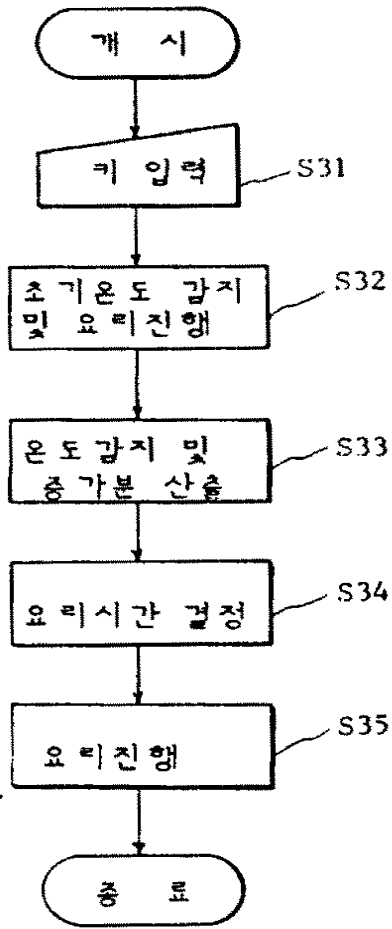 개 시
키 입력
S31
초기온도 감지
및 요리진행
S32
온도감지 및
증가분 산출
S33
요리시간 결정
S34
요리진행
S35
종 료